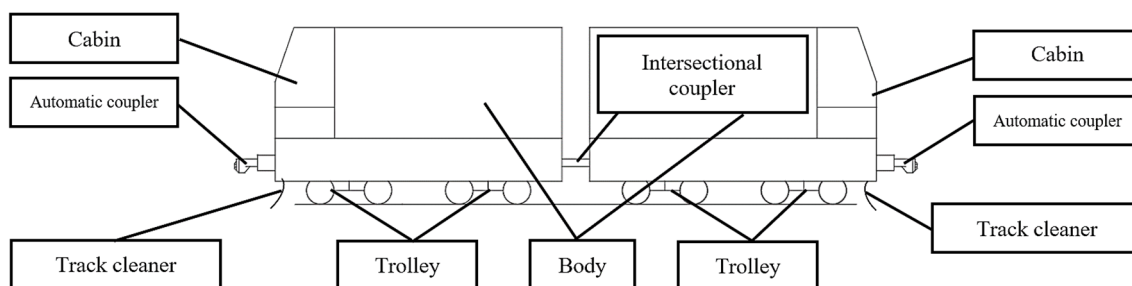 Cabin
Automatic coupler
Intersectional
coupler
Cabin
Automatic coupler
Track cleaner
Trolley
Body
Trolley
Track cleaner